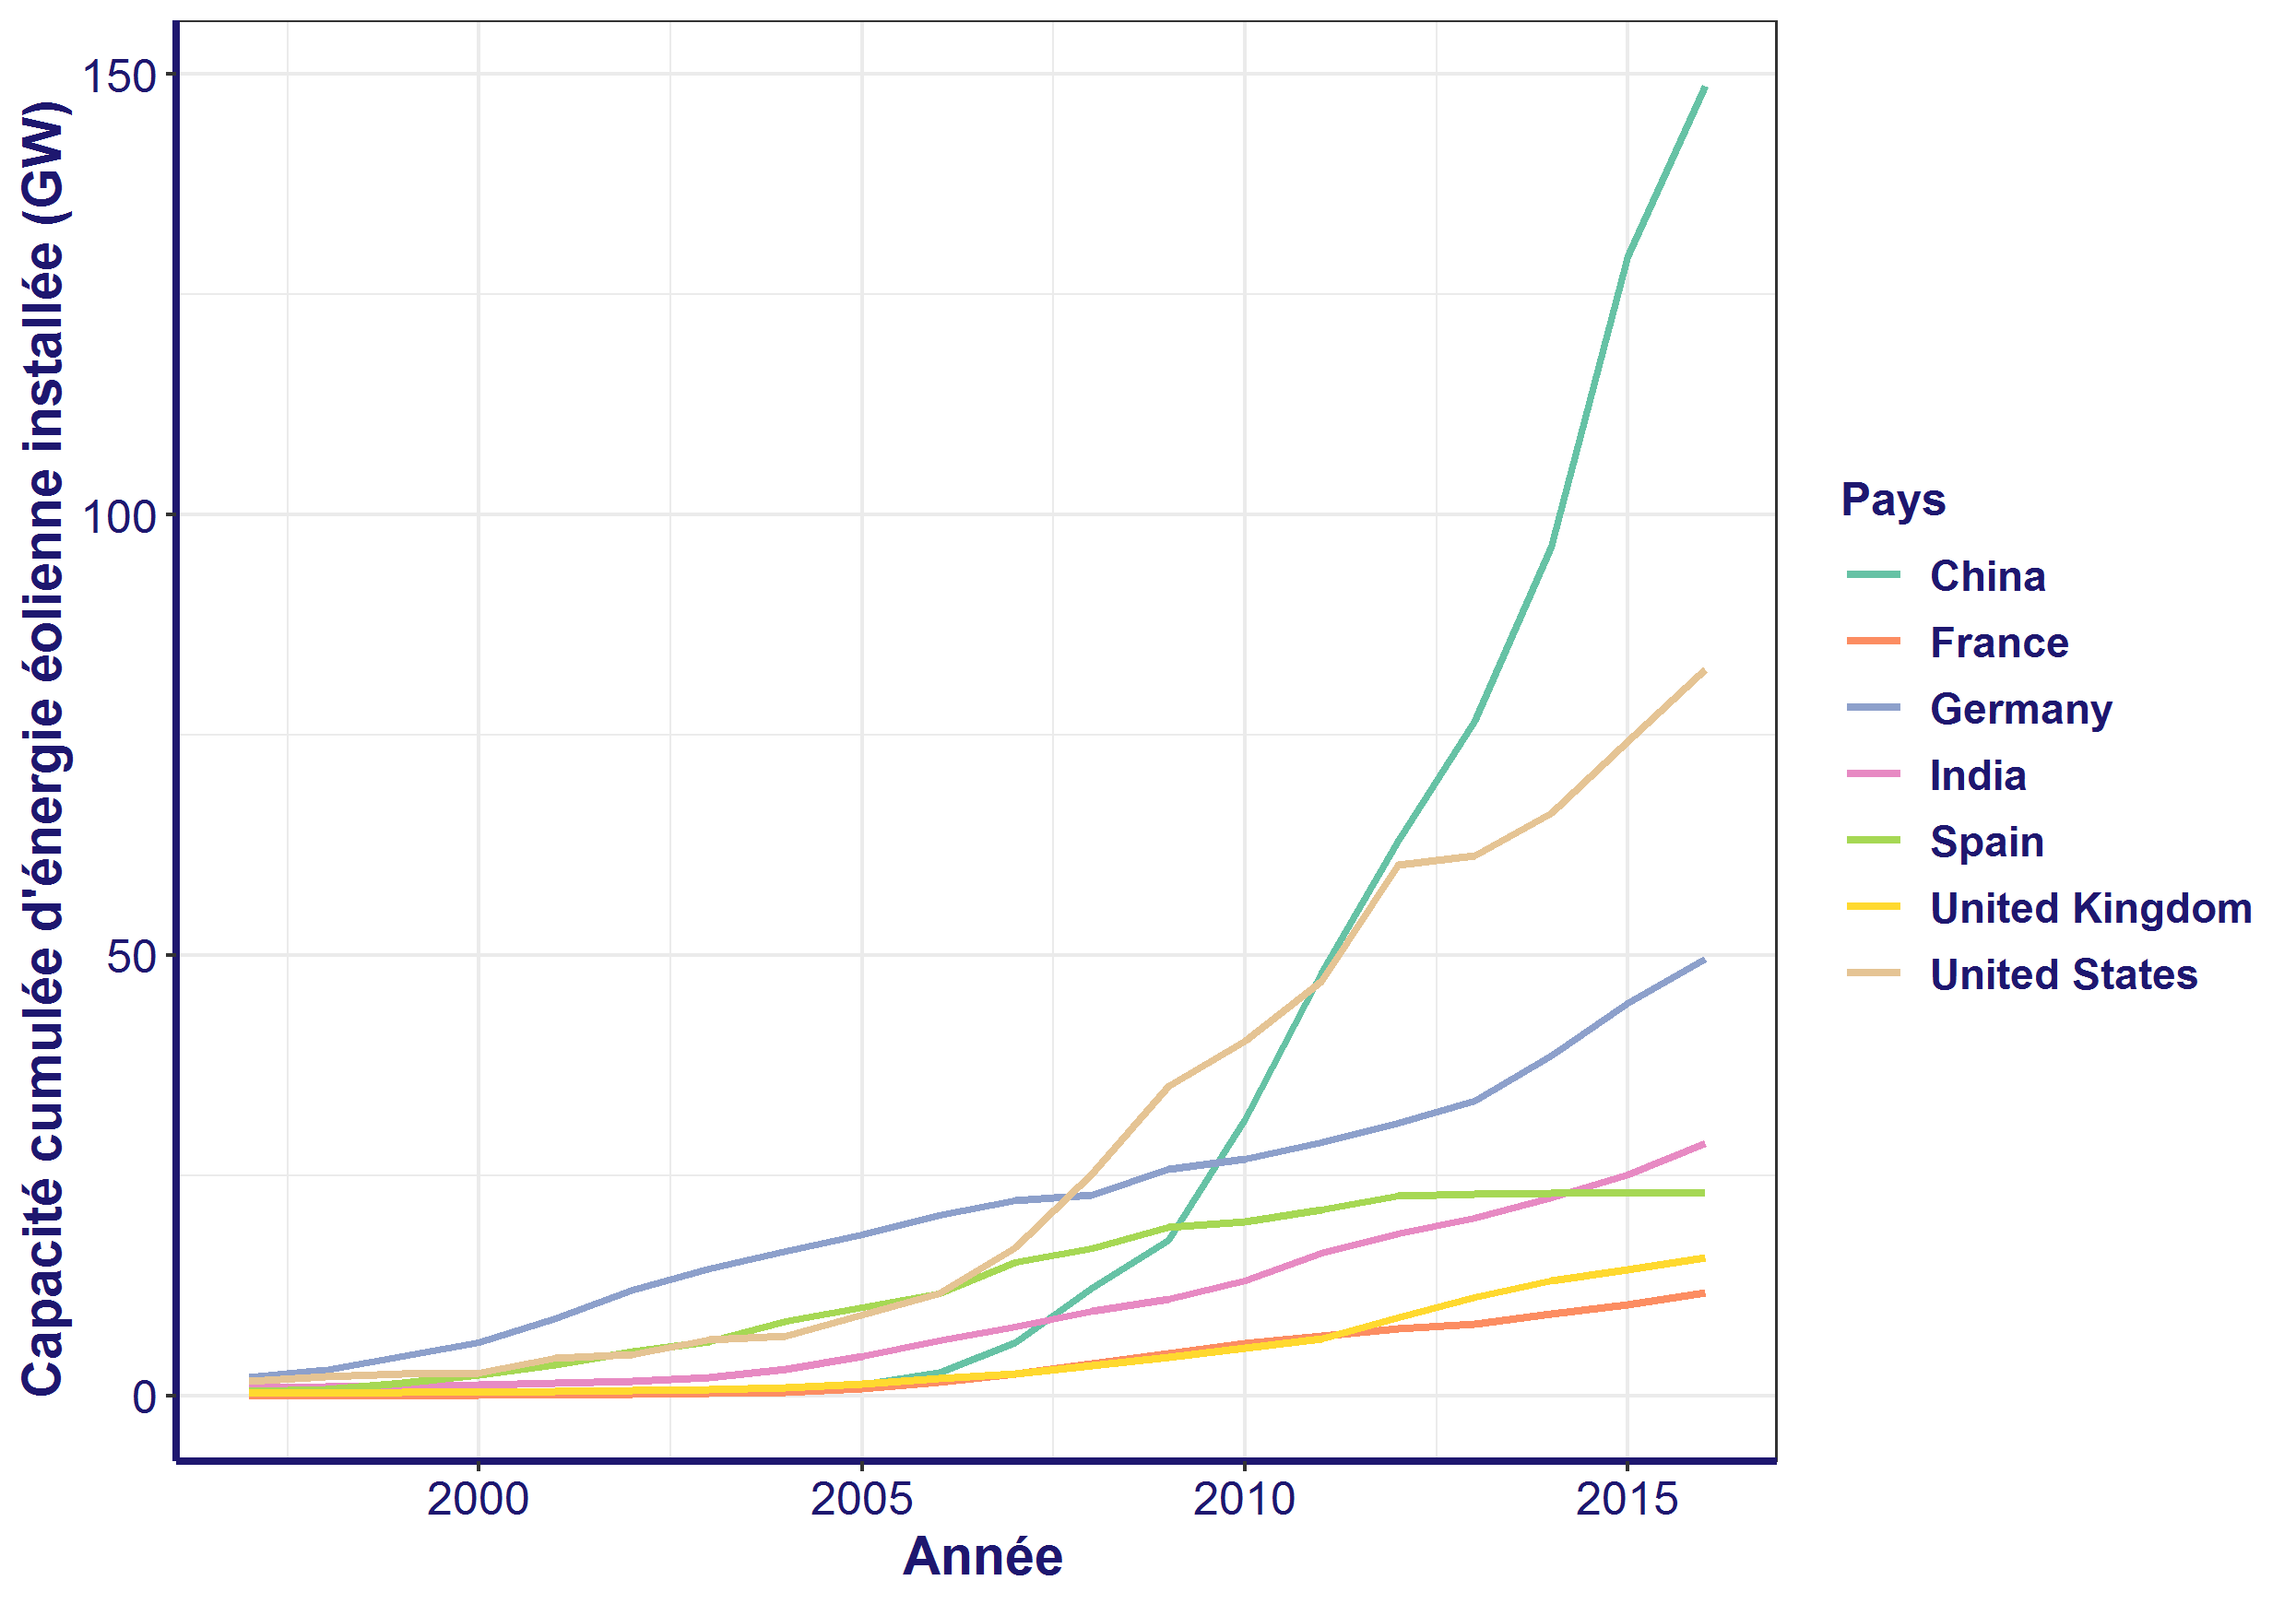 Capacité cumulée d'énergie éolienne installée (GW)
150
100
50
0
2000
2005
2010
2015
Année
Pays
China
France
Germany
India
Spain
United Kingdom
United States